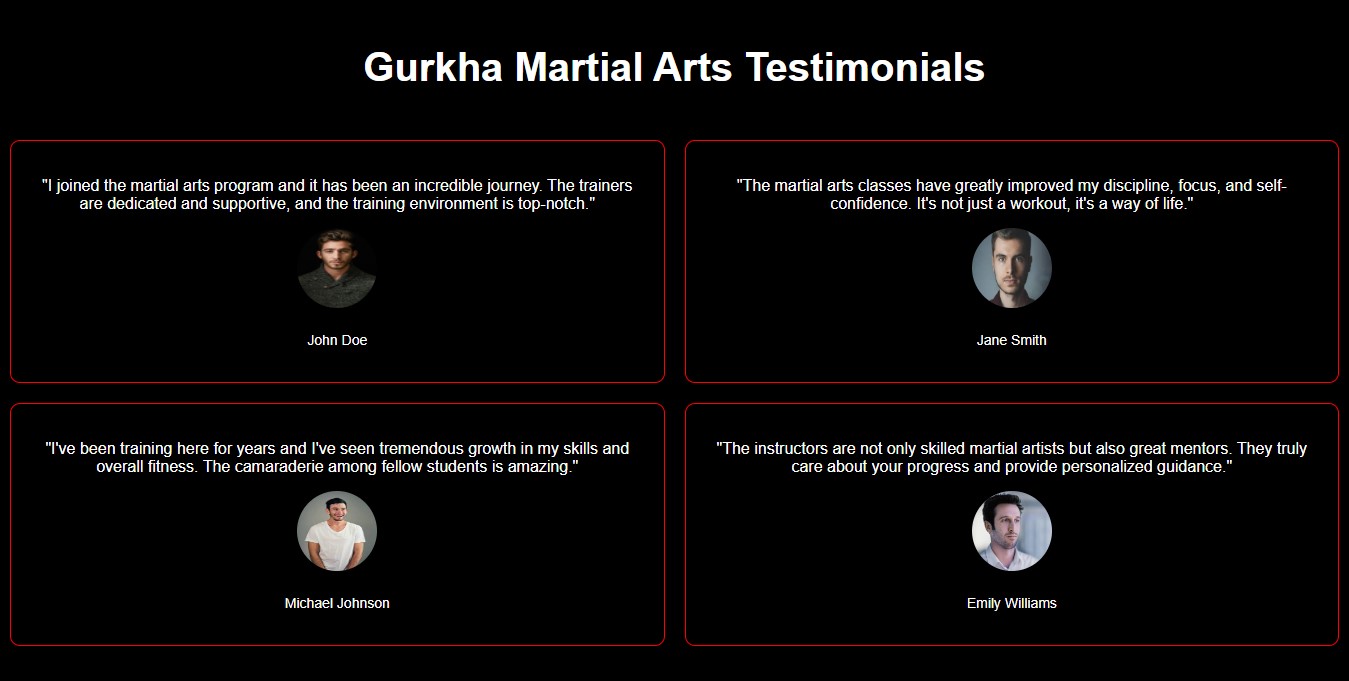 Gurkha Martial Arts Testimonials
"I joined the martial arts program and it has been an incredible journey. The trainers
are dedicated and supportive, and the training environment is top-notch."
John Doe
"The martial arts classes have greatly improved my discipline, focus, and self-
confidence. It's not just a workout, it's a way of life."
Jane Smith
"I've been training here for years and I've seen tremendous growth in my skills and
overall fitness. The camaraderie among fellow students is amazing."
Michael Johnson
"The instructors are not only skilled martial artists but also great mentors. They truly
care about your progress and provide personalized guidance."
Emily Williams